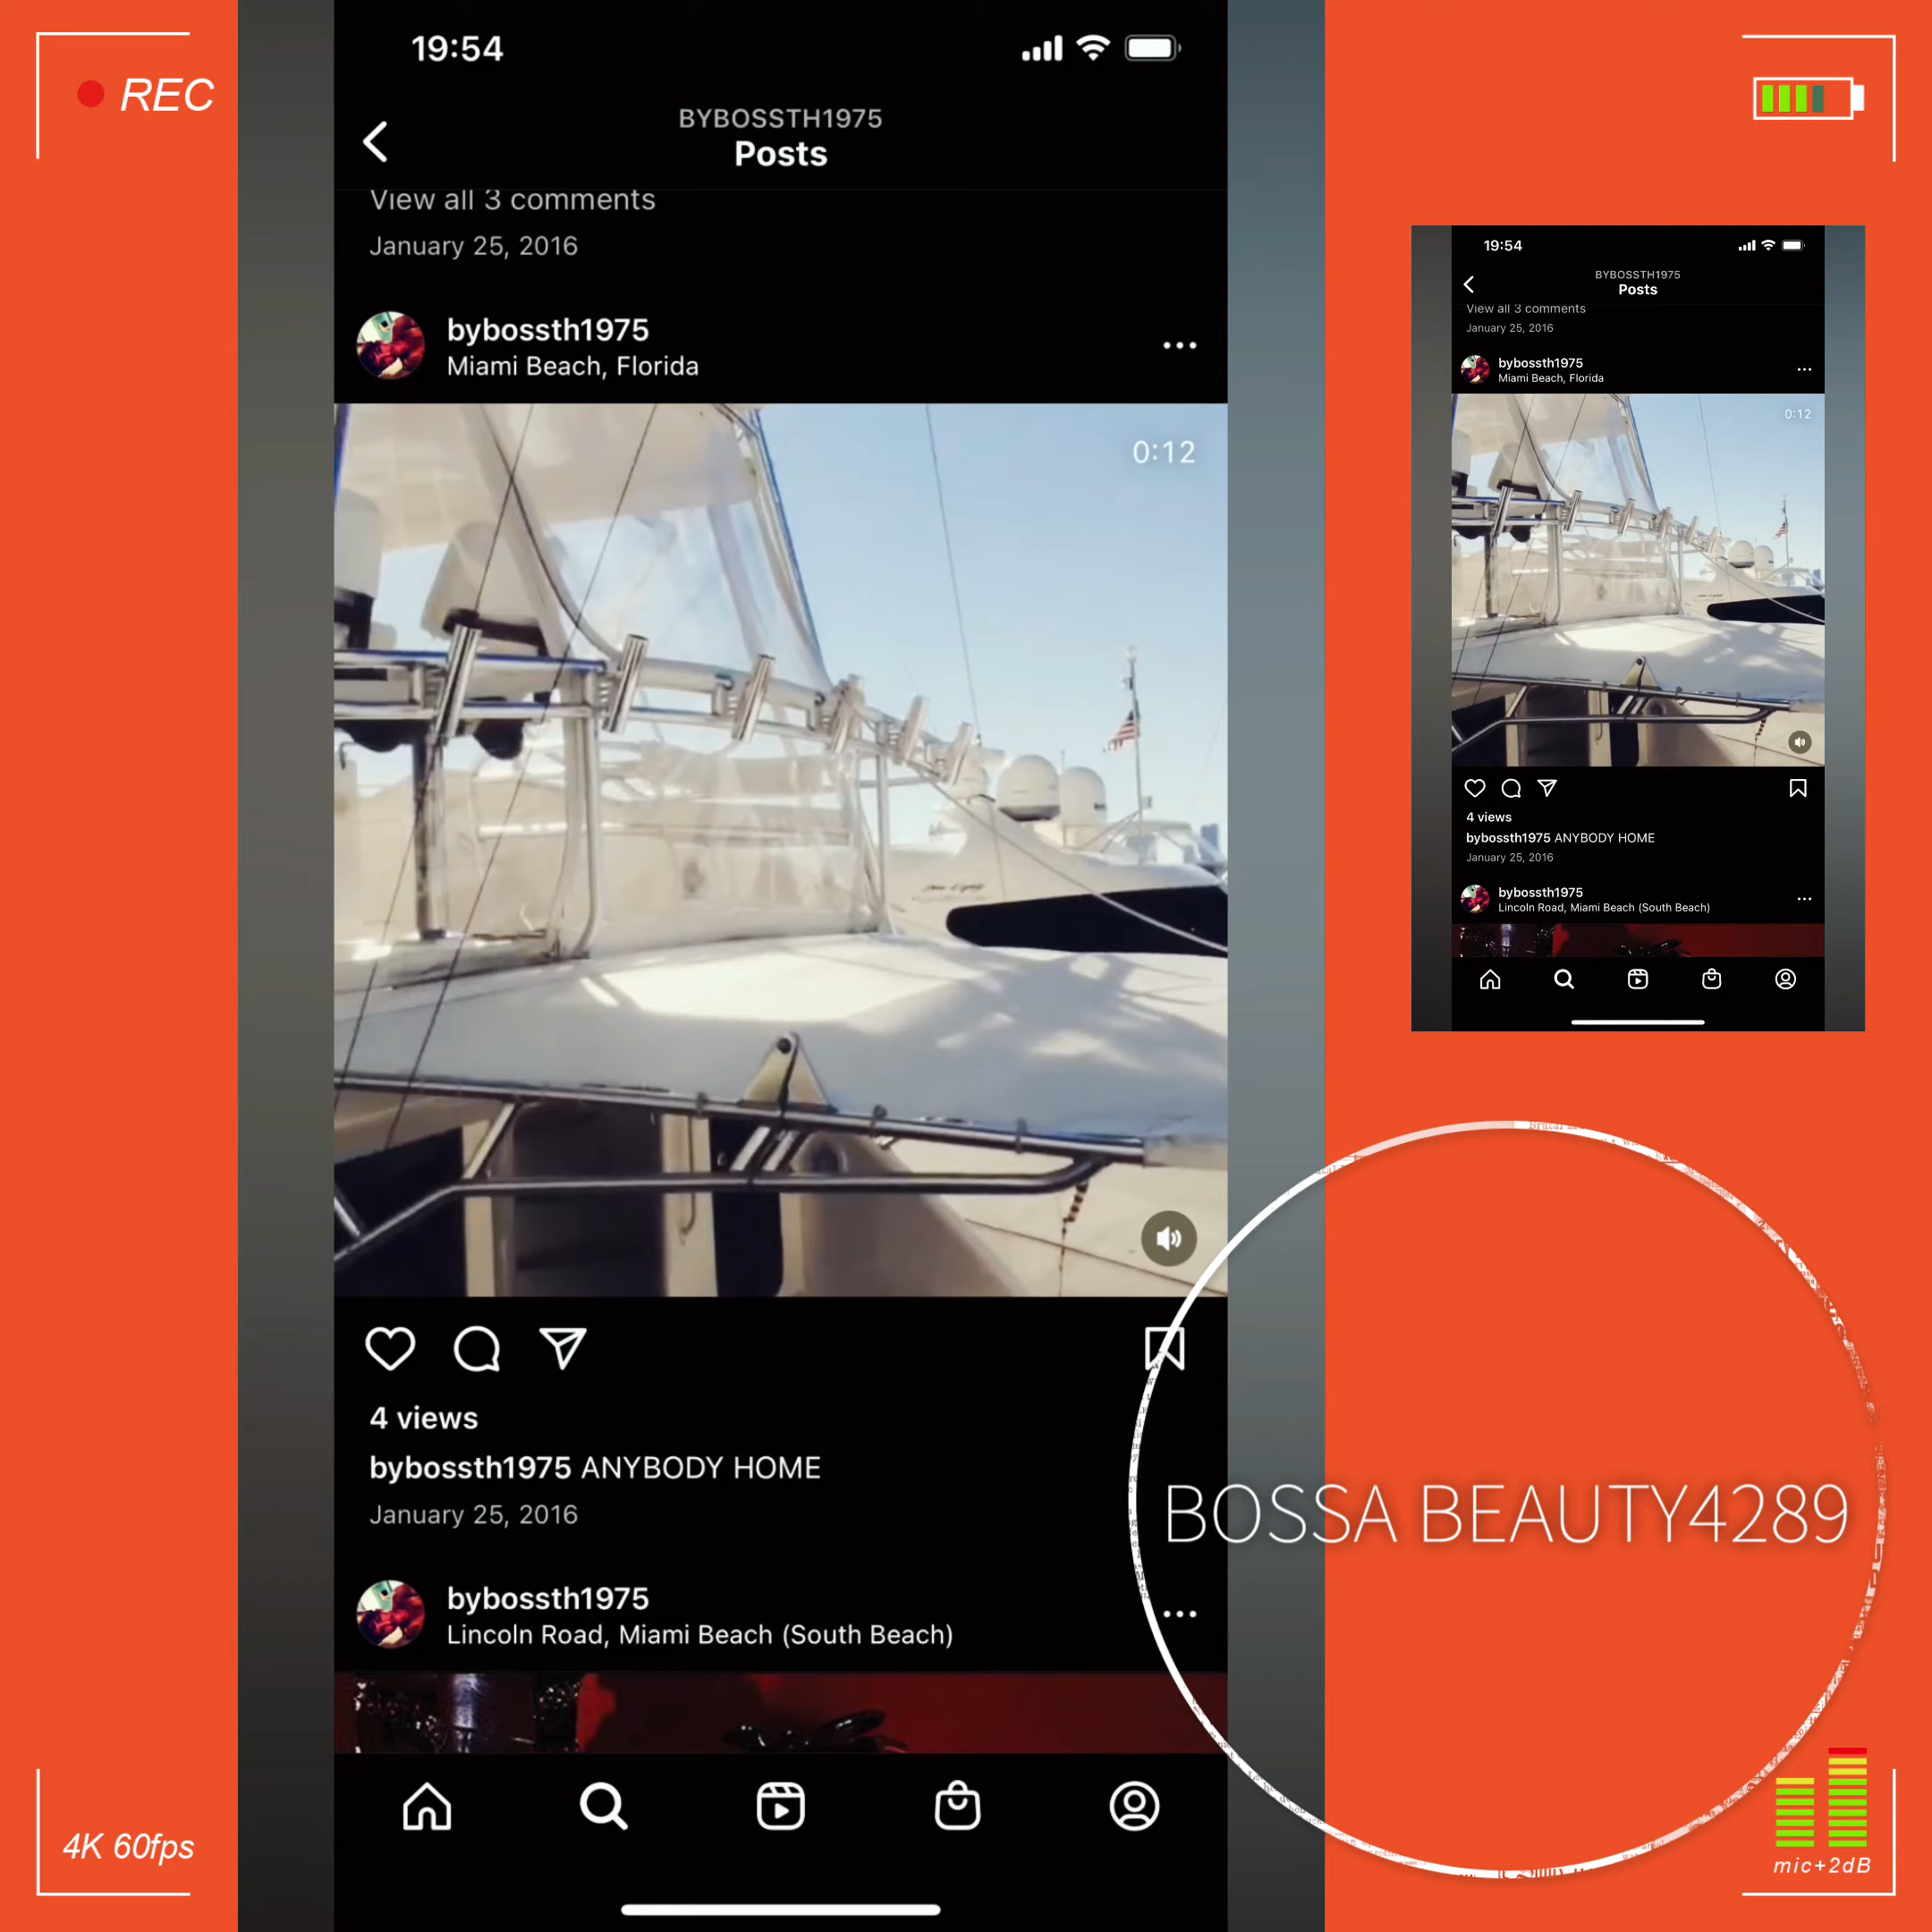 REC
19:54
BYBOSSTH1975
Posts
View all 3 comments
January 25, 2016
bybossth1975
Miami Beach, Florida
0:12
4 views
bybossth1975 ANYBODY HOME
January 25, 2016
bybossth1975
Lincoln Road, Miami Beach (South Beach)
19:54
BYBOSSTH1975
Posts
View all 3 comments
January 25, 2016
bybossth1975
Miami Beach, Florida
0:12
4 views
bybossth1975 ANYBODY HOME
January 25, 2016
bybossth1975
Lincoln Road, Miami Beach (South Beach)
BOSSA BEAUTY4289
4K 60fps
mic+2dB